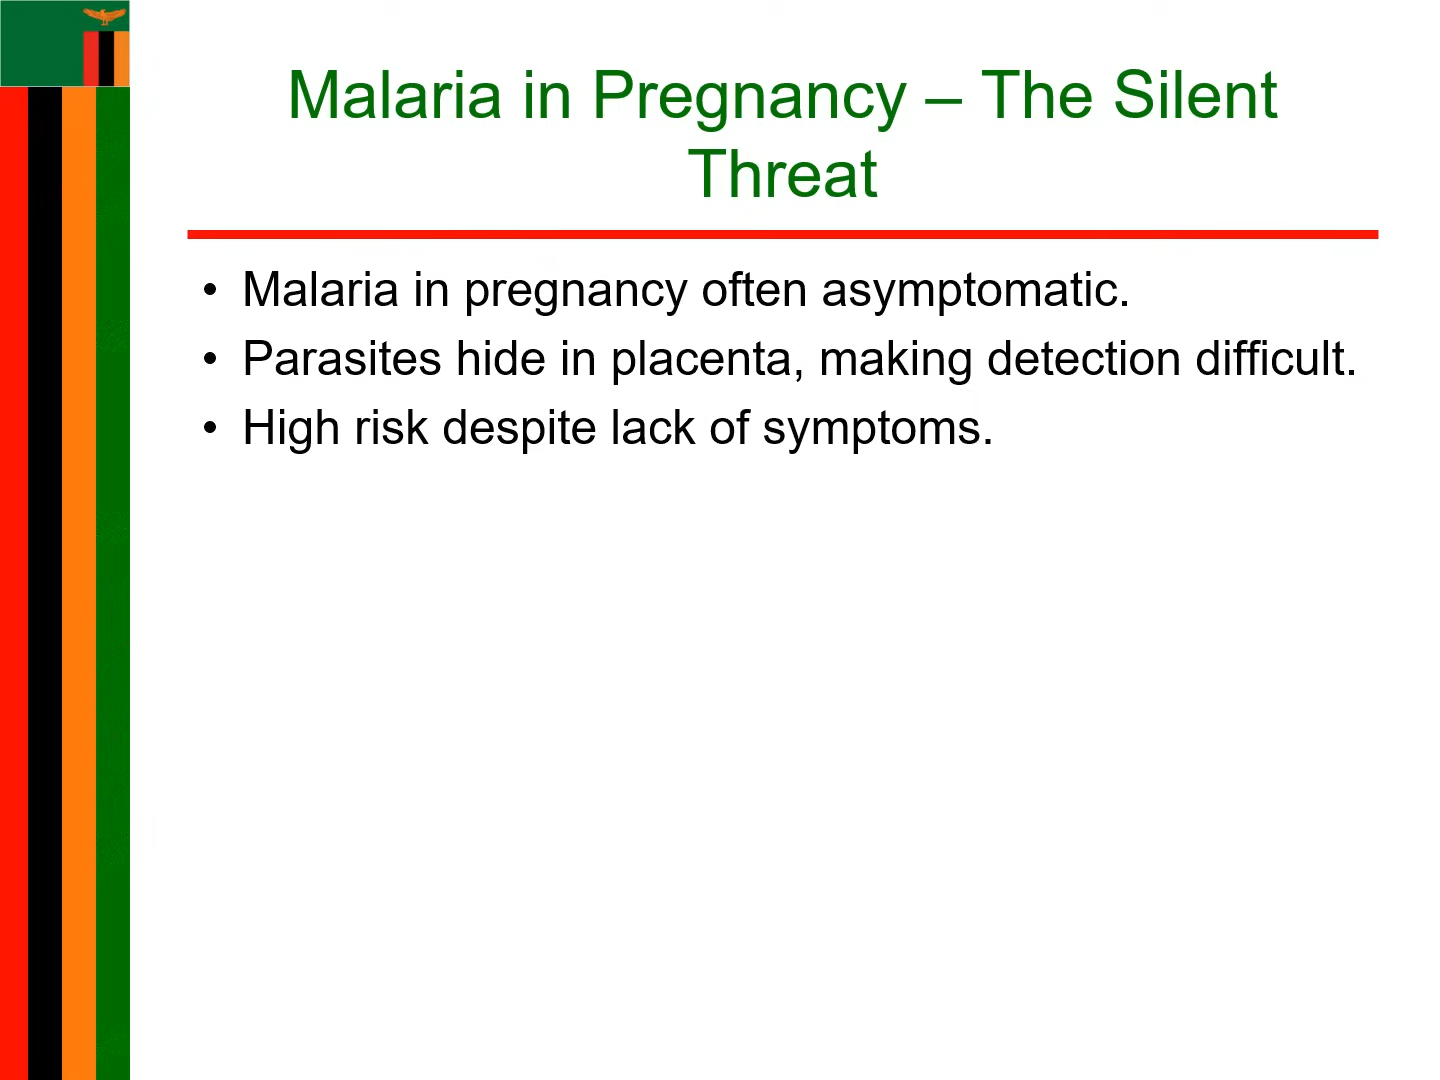 Malaria in Pregnancy – The Silent
Threat
• Malaria in pregnancy often asymptomatic.
• Parasites hide in placenta, making detection difficult.
• High risk despite lack of symptoms.